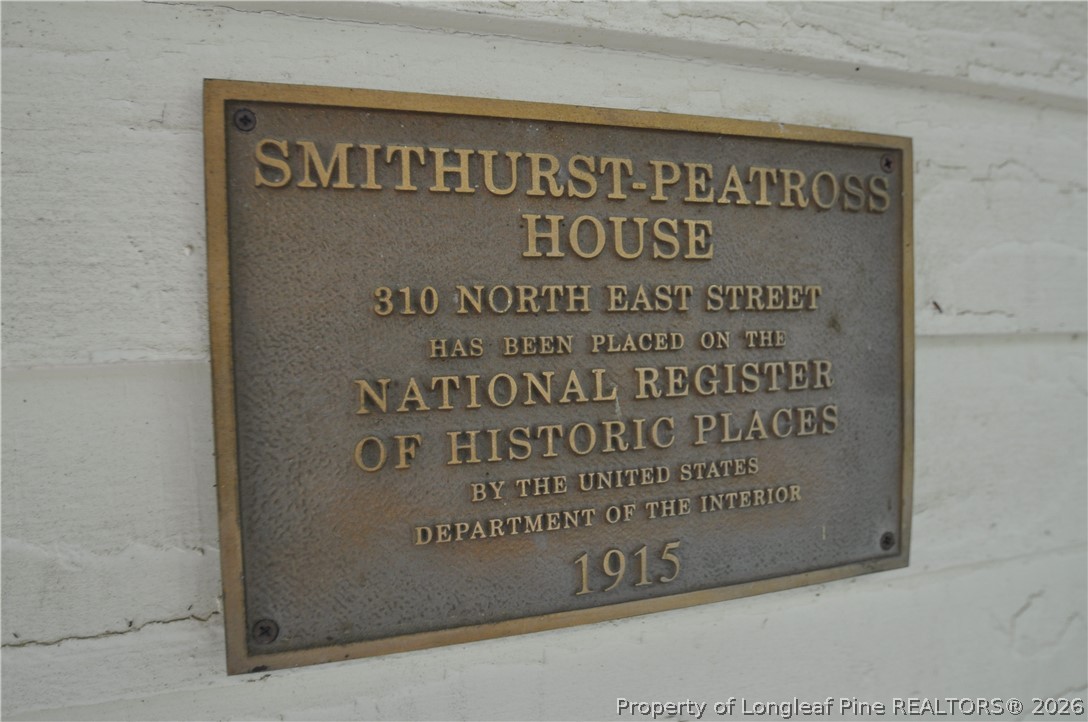 SMITHURST-PEATROSS
HOUSE
310 NORTH EAST STREET
HAS BEEN PLACED ON THE
NATIONAL REGISTER
OF HISTORIC PLACES
BY THE UNITED STATES
DEPARTMENT OF THE INTERIOR
1915
Property of Longleaf Pine REALTORS® 2026